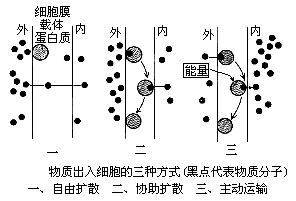 细胞膜
外 载体 内
蛋白质
外 内
外 内
能量
一 二 三
物质出入细胞的三种方式(黑点代表物质分子)
一、自由扩散 二、协助扩散 三、主动运输